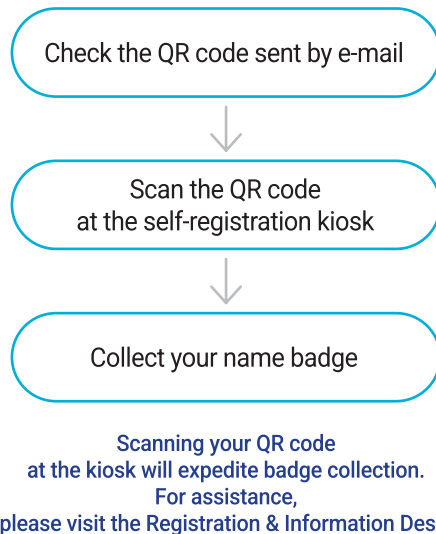 Check the QR code sent by e-mail
Scan the QR code
at the self-registration kiosk
Collect your name badge
Scanning your QR code
at the kiosk will expedite badge collection.
For assistance,
please visit the Registration & Information